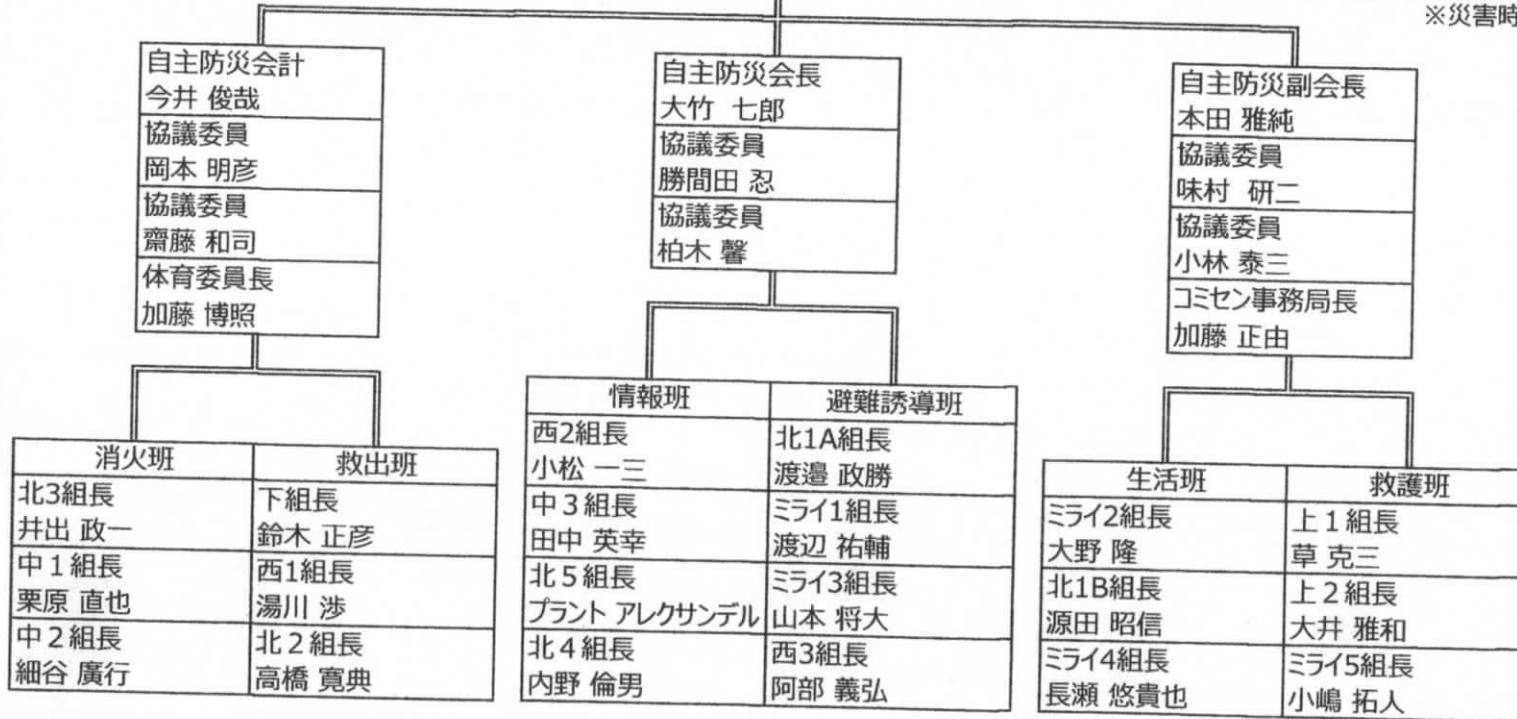 ※災害時
自主防災会計
今井 俊哉
協議委員
岡本 明彦
協議委員
齋藤 和司
体育委員長
加藤 博照
自主防災会長
大竹 七郎
協議委員
勝間田 忍
協議委員
柏木 馨
自主防災副会長
本田 雅純
協議委員
味村 研二
協議委員
小林 泰三
コミセン事務局長
加藤 正由
消火班
北3組長
井出 政一
中1組長
栗原 直也
中2組長
細谷 廣行
救出班
下組長
鈴木 正彦
西1組長
湯川 渉
北2組長
高橋 寛典
情報班
西2組長
小松 一三
中3組長
田中 英幸
北5組長
プラント アレクサンデル
北4組長
内野 倫男
避難誘導班
北1A組長
渡邉 政勝
ミライ1組長
渡辺 祐輔
ミライ3組長
山本 将大
西3組長
阿部 義弘
生活班
ミライ2組長
大野 隆
北1B組長
源田 昭信
ミライ4組長
長瀬 悠貴也
救護班
上1組長
草 克三
上2組長
大井 雅和
ミライ5組長
小嶋 拓人